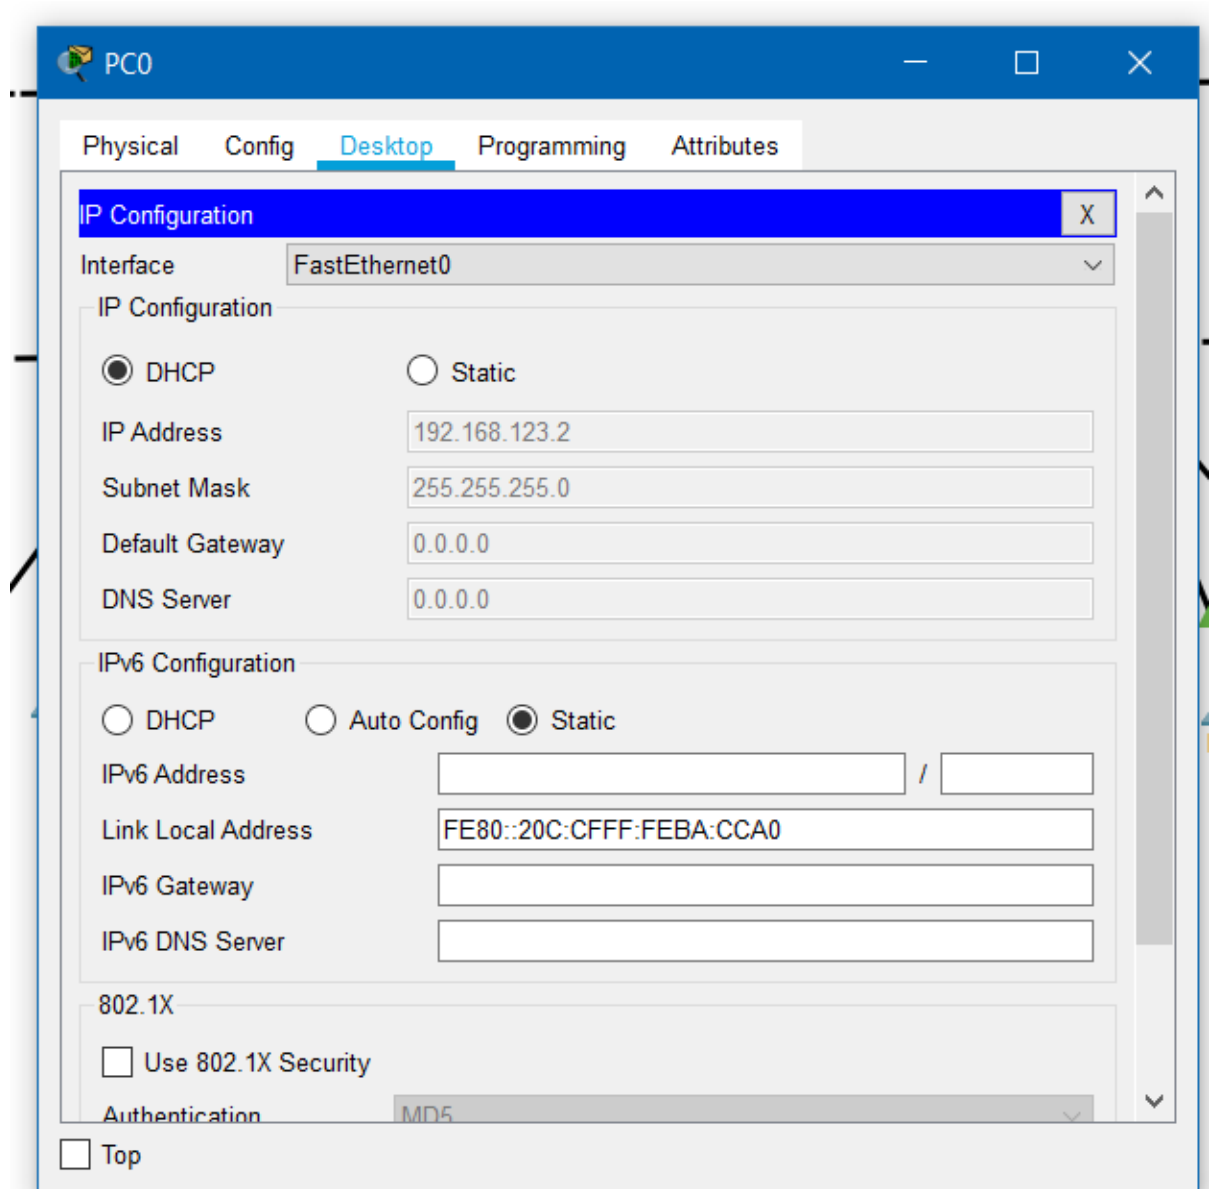 PC0
Physical Config Desktop Programming Attributes
IP Configuration X
Interface FastEthernet0
IP Configuration
DHCP Static
IP Address 192.168.123.2
Subnet Mask 255.255.255.0
Default Gateway 0.0.0.0
DNS Server 0.0.0.0
IPv6 Configuration
DHCP Auto Config Static
IPv6 Address /
Link Local Address FE80::20C:CFFF:FEBA:CCA0
IPv6 Gateway
IPv6 DNS Server
802.1X
Use 802.1X Security
Authentication MD5
Top